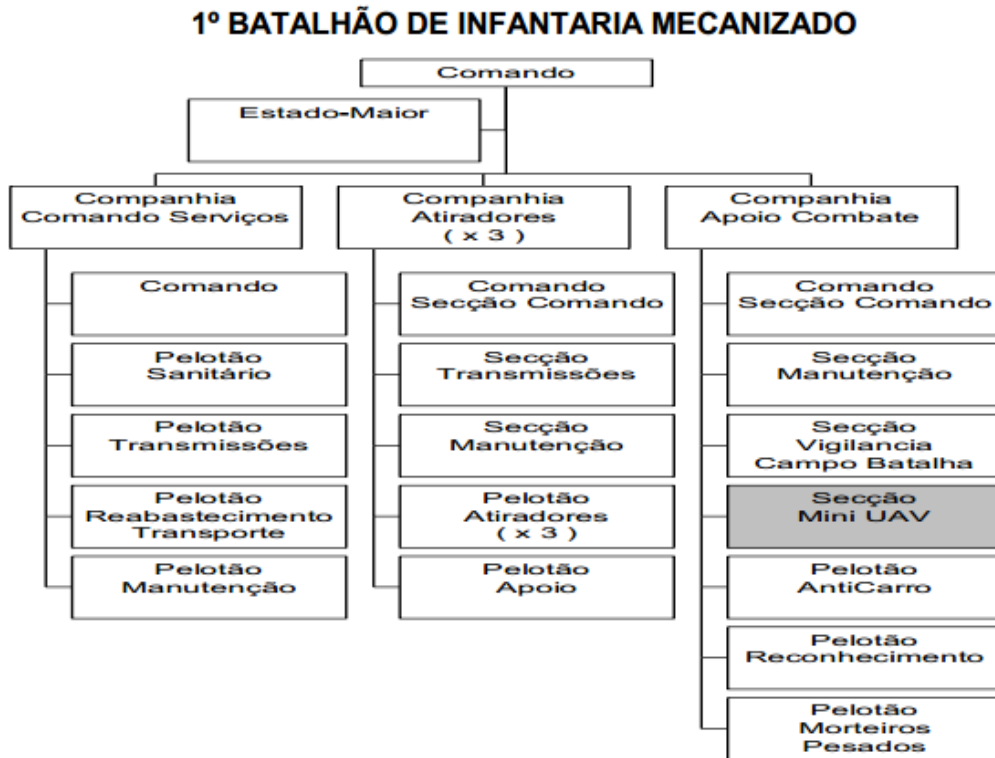 1º BATALHÃO DE INFANTARIA MECANIZADO
Comando
Estado-Maior
Companhia
Comando Serviços
Companhia
Atiradores
( x 3 )
Companhia
Apoio Combate
Comando
Pelotão
Sanitário
Pelotão
Transmissões
Pelotão
Reabastecimento
Transporte
Pelotão
Manutenção
Comando
Secção Comando
Secção
Transmissões
Secção
Manutenção
Pelotão
Atiradores
( x 3 )
Pelotão
Apoio
Comando
Secção Comando
Secção
Manutenção
Secção
Vigilancia
Campo Batalha
Secção
Mini UAV
Pelotão
AntiCarro
Pelotão
Reconhecimento
Pelotão
Morteiros
Pesados